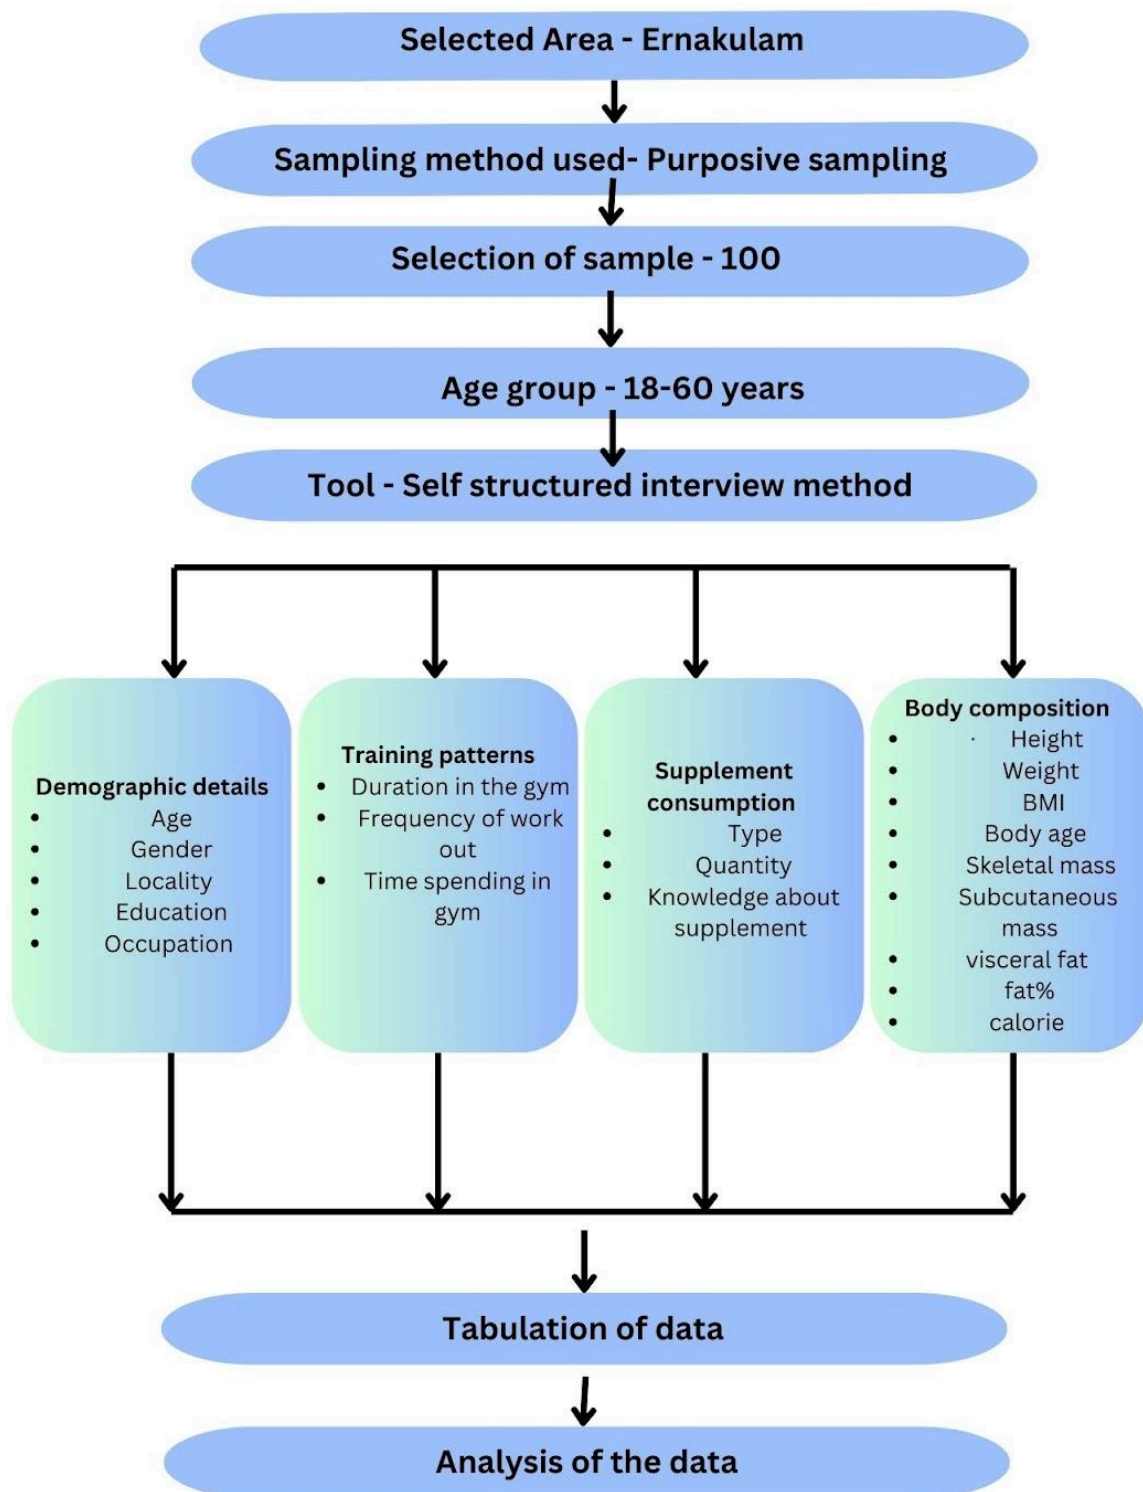 Selected Area - Ernakulam
Sampling method used- Purposive sampling
Selection of sample - 100
Age group - 18-60 years
Tool - Self structured interview method
Demographic details
• Age
• Gender
• Locality
• Education
• Occupation
Training patterns
• Duration in the gym
• Frequency of work
out
• Time spending in
gym
Supplement
consumption
• Type
• Quantity
• Knowledge about
supplement
Body composition
• · Height
• Weight
• BMI
• Body age
• Skeletal mass
• Subcutaneous
mass
• visceral fat
• fat%
• calorie
Tabulation of data
Analysis of the data